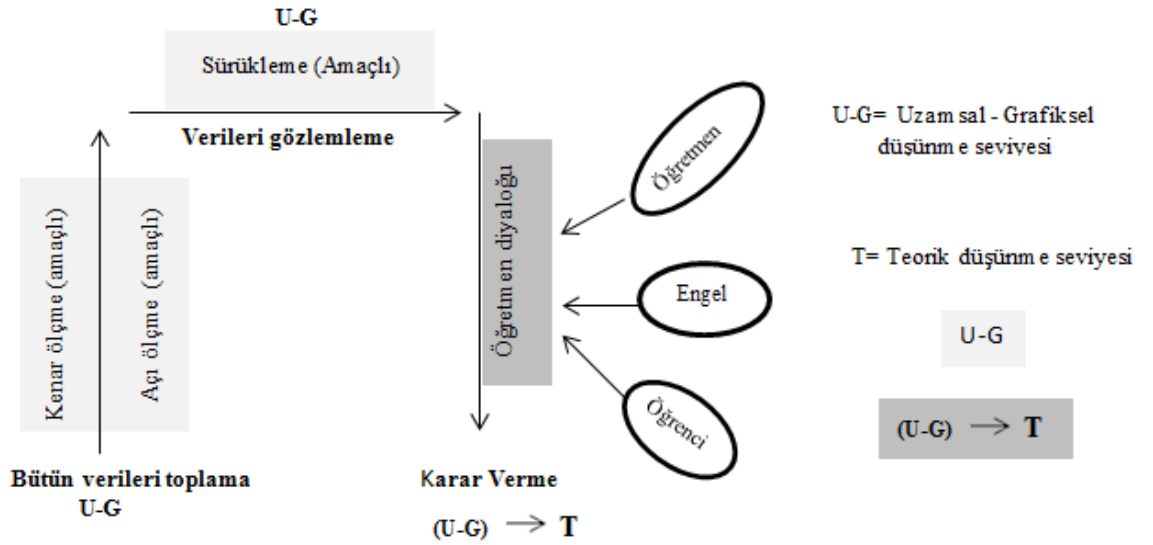 U-G
Sürükleme (Amaçlı)
Verileri gözlemleme
Kenar ölçme (amaçlı)
Açı ölçme (amaçlı)
Bütün verileri toplama
U-G
Öğretmen diyaloğu
Öğretmen
Engel
Öğrenci
Karar Verme
(U-G) → T
U-G= Uzamsal - Grafiksel
düşünme seviyesi
T= Teorik düşünme seviyesi
U-G
(U-G) → T